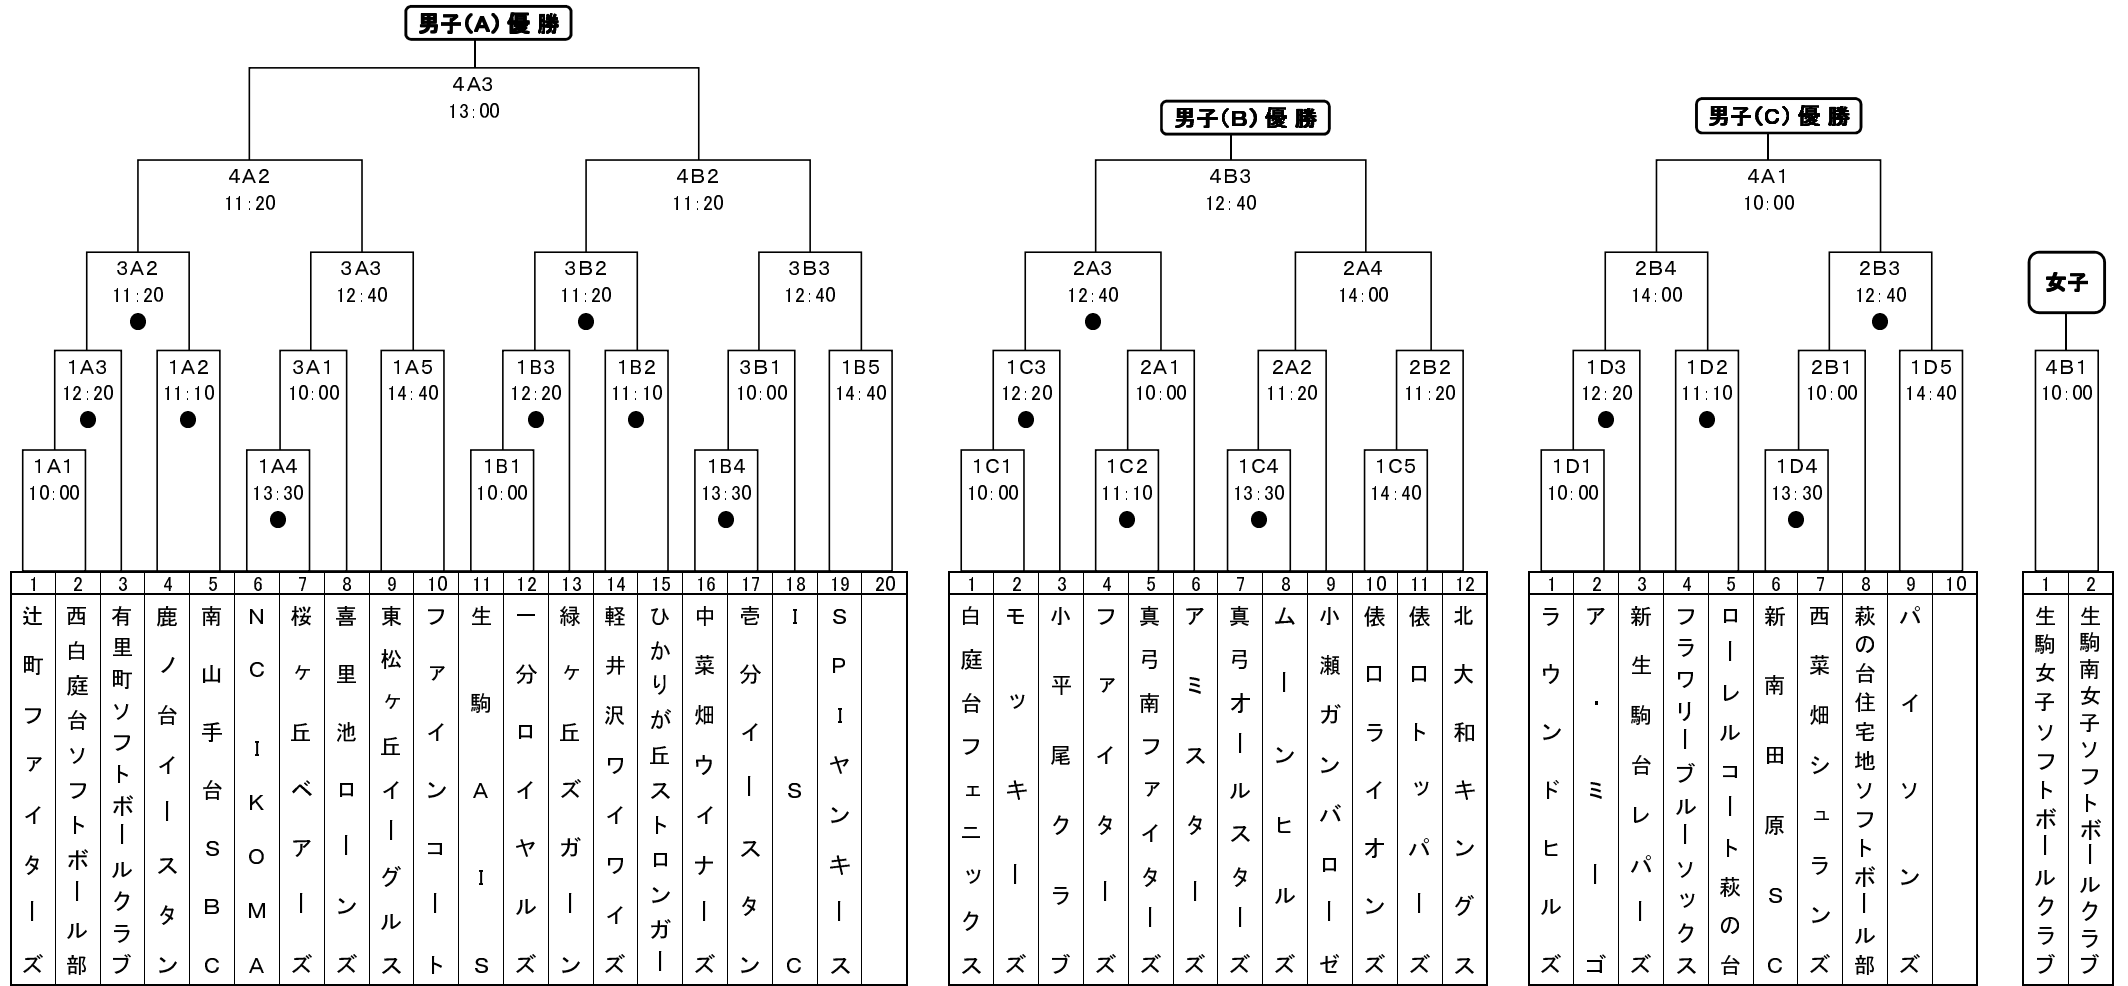 男子(A)優 勝
4A3
13:00
4A2
11:20
4B2
11:20
3A2
11:20
●
3A3
12:40
3B2
11:20
●
3B3
12:40
1A3
12:20
●
1A2
11:10
●
3A1
10:00
1A5
14:40
1B3
12:20
●
1B2
11:10
●
3B1
10:00
1B5
14:40
1A1
10:00
1A4
13:30
●
1B1
10:00
1B4
13:30
●
1 辻町ファイターズ
2 西白庭台ソフトボール部
3 有里町ソフトボールクラブ
4 鹿ノ台イースタン
5 南山手台SBC
6 NCIKOMA
7 桜ヶ丘ベアーズ
8 喜里池ローンズ
9 東松ヶ丘イーグルス
10 ファインコート
11 生駒AIS
12 一分ロイヤルズ
13 緑ヶ丘ズガーン
14 軽井沢ワイワイズ
15 ひかりが丘ストロンガー
16 中菜畑ウイナーズ
17 壱分イースタン
18 ISC
19 SPIヤンキース
20
男子(B)優 勝
4B3
12:40
2A3
12:40
●
2A4
14:00
1C3
12:20
●
2A1
10:00
2A2
11:20
2B2
11:20
1C1
10:00
1C2
11:10
●
1C4
13:30
●
1C5
14:40
1 白庭台フェニックス
2 モッキーズ
3 小平尾クラブ
4 ファイターズ
5 真弓南ファイターズ
6 アミスターズ
7 真弓オールスターズ
8 ムーンヒルズ
9 小瀬ガンバローゼ
10 俵口ライオンズ
11 俵口トッパーズ
12 北大和キングス
男子(C)優 勝
4A1
10:00
2B4
14:00
2B3
12:40
●
1D3
12:20
●
1D2
11:10
●
2B1
10:00
1D5
14:40
1D1
10:00
1D4
13:30
●
1 ラウンドヒルズ
2 ア・ミーゴ
3 新生駒台レパーズ
4 フラワリーブルーソックス
5 ローレルコート萩の台
6 新南田原SC
7 西菜畑シュランズ
8 萩の台住宅地ソフトボール部
9 パイソンズ
10
女子
4B1
10:00
1 生駒女子ソフトボールクラブ
2 生駒南女子ソフトボールクラブ